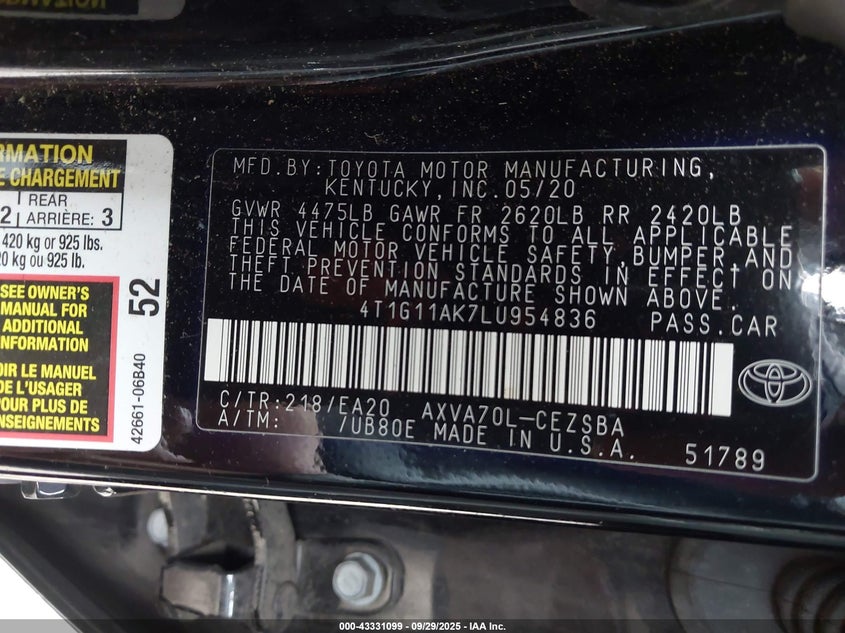 RMATION
E CHARGEMENT
2 REAR
ARRIÈRE: 3
420 kg or 925 lbs.
0 kg ou 925 lb.
SEE OWNER'S
MANUAL FOR
ADDITIONAL
INFORMATION
OIR LE MANUEL
DE L'USAGER
POUR PLUS DE
ENSEIGNEMENTS
52
42661-06B40
MFD.BY:TOYOTA MOTOR MANUFACTURING,
KENTUCKY,INC.05/20
GVWR 4475LB GAWR FR 2620LB RR 2420LB
THIS VEHICLE CONFORMS TO ALL APPLICABLE
FEDERAL MOTOR VEHICLE SAFETY,BUMPER,AND
THEFT PREVENTION STANDARDS IN EFFECT ON
THE DATE OF MANUFACTURE SHOWN ABOVE.
4T1G11AK7LU954836 PASS.CAR
C/TR:218/EA20 AXVA70L-CEZSBA
A/TM: /UB80E MADE IN U.S.A.
51789
000-43331099 - 09/29/2025 - IAA Inc.